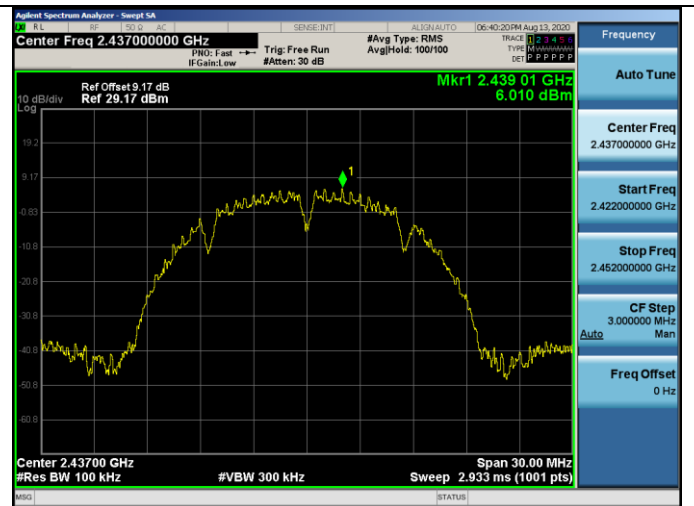 Agilent Spectrum Analyzer - Swept SA
RL RF 50 Ω AC SENSE:INT ALIGNAUTO 06:40:20 PM Aug 13, 2020
Center Freq 2.437000000 GHz
PNO: Fast Trig: Free Run #Avg Type: RMS TRACE 1 2 3 4 5 6
IFGain:Low #Atten: 30 dB Avg|Hold: 100/100 TYPE M
DET P P P P P P
Ref Offset 9.17 dB Mkr1 2.439 01 GHz
10 dB/div Ref 29.17 dBm 6.010 dBm
Log
19.2
9.17
-0.83
-10.8
-20.8
-30.8
-40.8
-50.8
-60.8
1
Center 2.43700 GHz Span 30.00 MHz
#Res BW 100 kHz #VBW 300 kHz Sweep 2.933 ms (1001 pts)
MSG STATUS
Frequency
Auto Tune
Center Freq
2.437000000 GHz
Start Freq
2.422000000 GHz
Stop Freq
2.452000000 GHz
CF Step
3.000000 MHz
Auto Man
Freq Offset
0 Hz